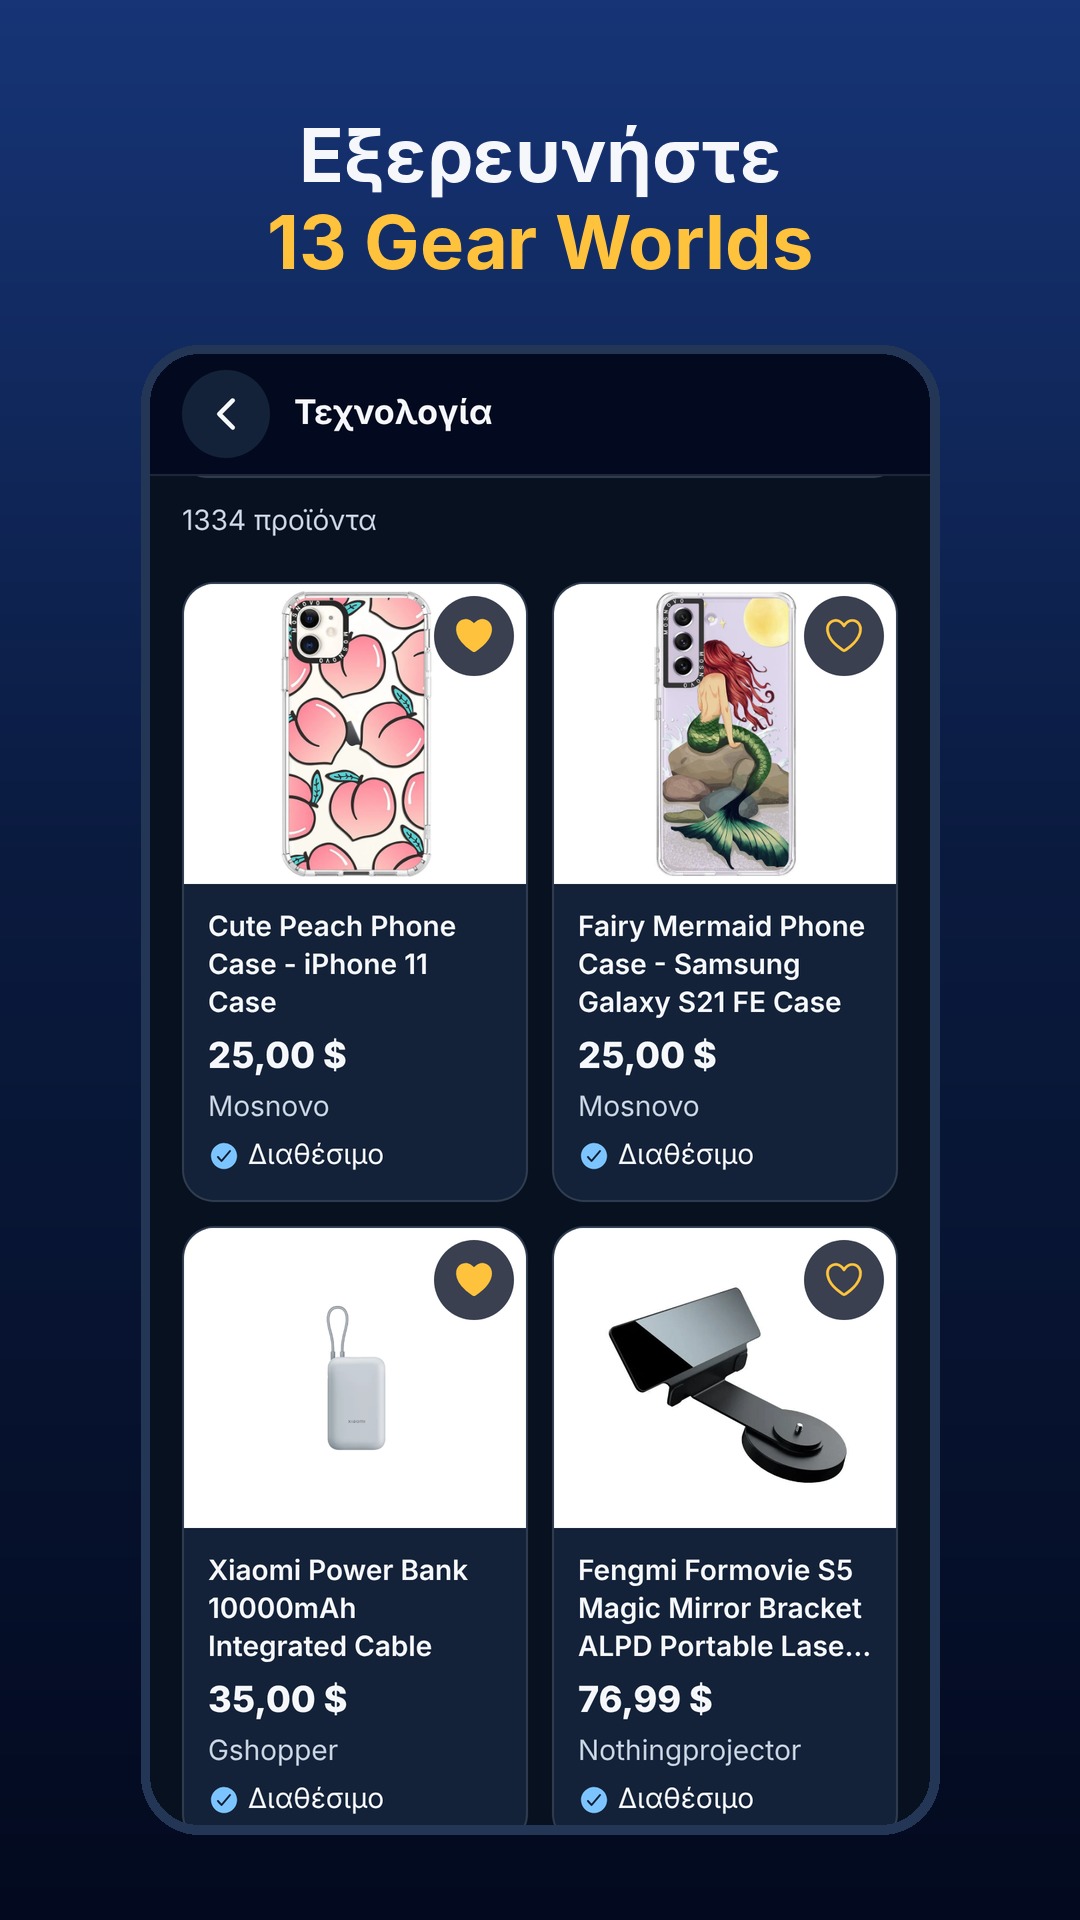 Εξερευνήστε
13 Gear Worlds
Τεχνολογία
1334 προϊόντα
Cute Peach Phone
Case - iPhone 11
Case
25,00 $
Mosnovo
Διαθέσιμο
Fairy Mermaid Phone
Case - Samsung
Galaxy S21 FE Case
25,00 $
Mosnovo
Διαθέσιμο
Xiaomi Power Bank
10000mAh
Integrated Cable
35,00 $
Gshopper
Διαθέσιμο
Fengmi Formovie S5
Magic Mirror Bracket
ALPD Portable Lase...
76,99 $
Nothingprojector
Διαθέσιμο